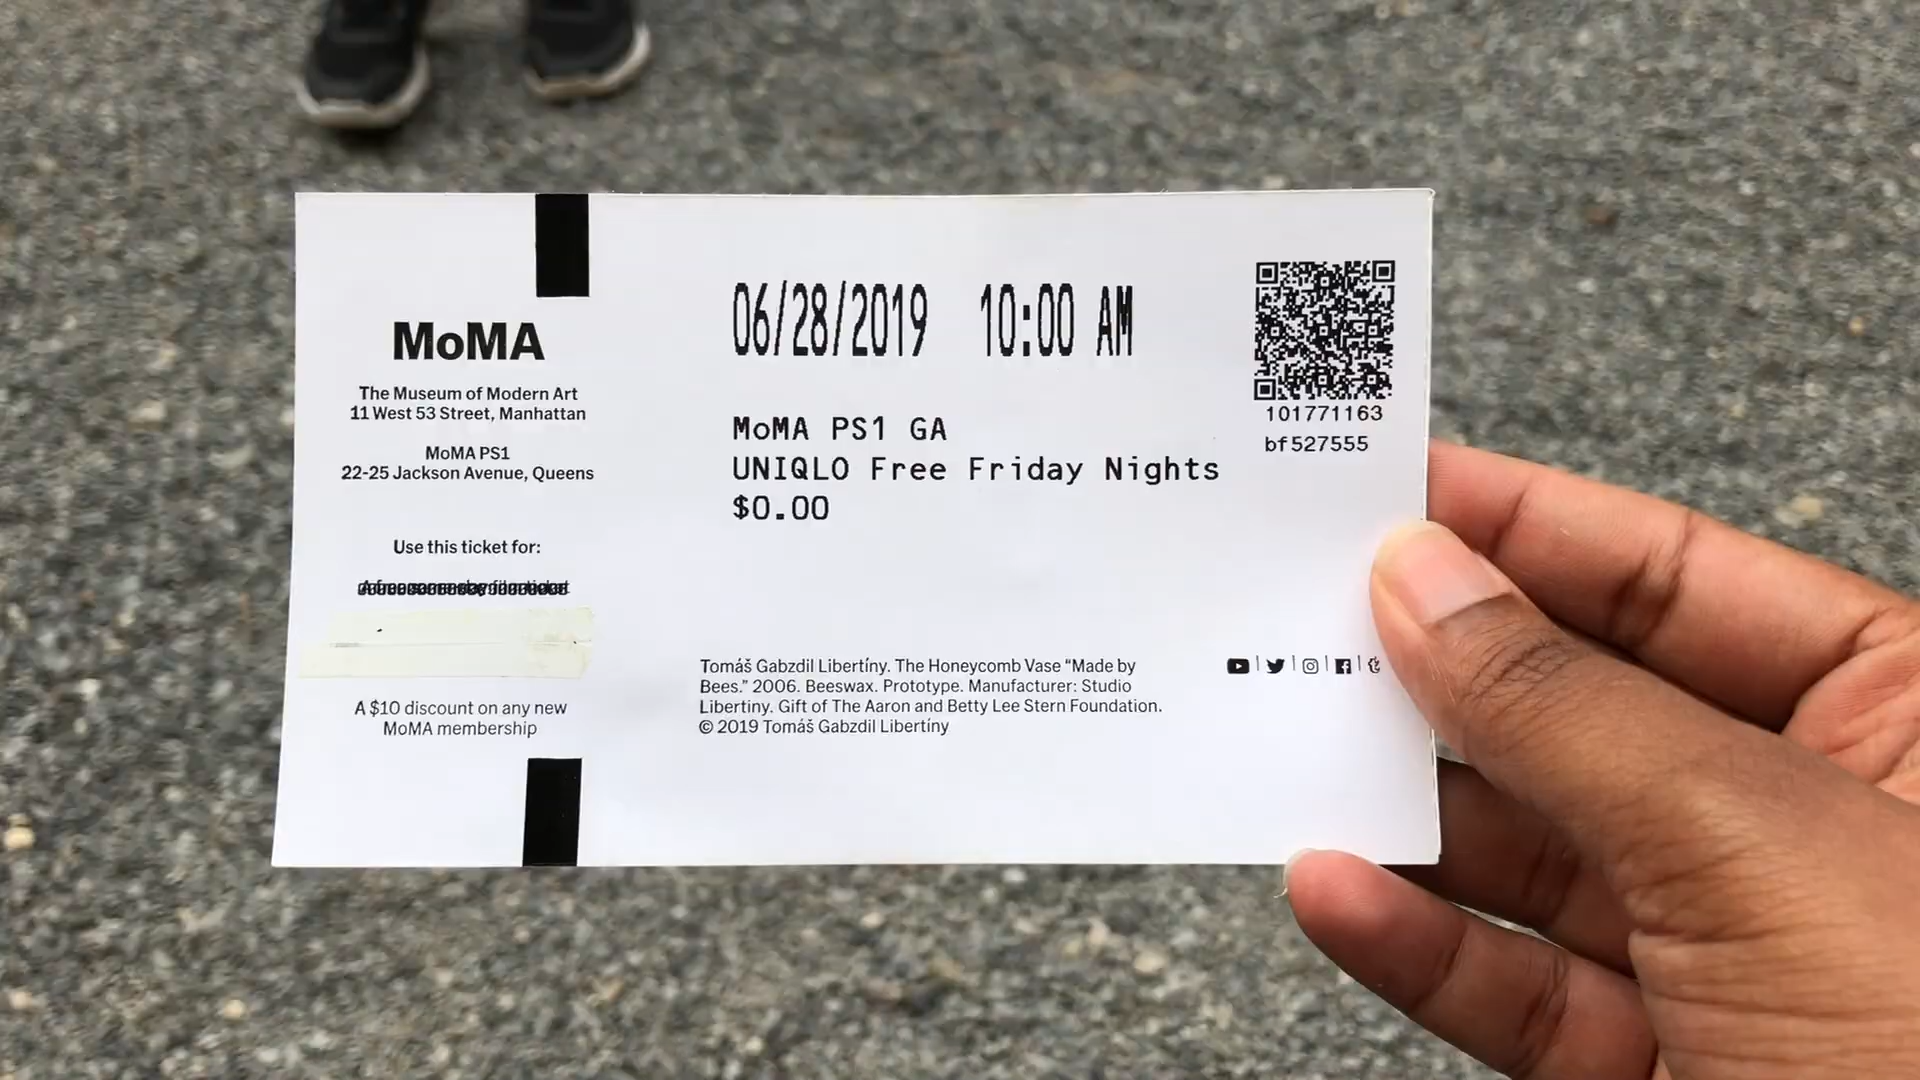 MoMA
The Museum of Modern Art
11 West 53 Street, Manhattan
MoMA PS1
22-25 Jackson Avenue, Queens
Use this ticket for:
A $10 discount on any new
MoMA membership
06/28/2019 10:00 AM
MoMA PS1 GA
UNIQLO Free Friday Nights
$0.00
Tomáš Gabzdil Libertíny. The Honeycomb Vase “Made by
Bees.” 2006. Beeswax. Prototype. Manufacturer: Studio
Libertiny. Gift of The Aaron and Betty Lee Stern Foundation.
© 2019 Tomáš Gabzdil Libertíny
101771163
bf527555